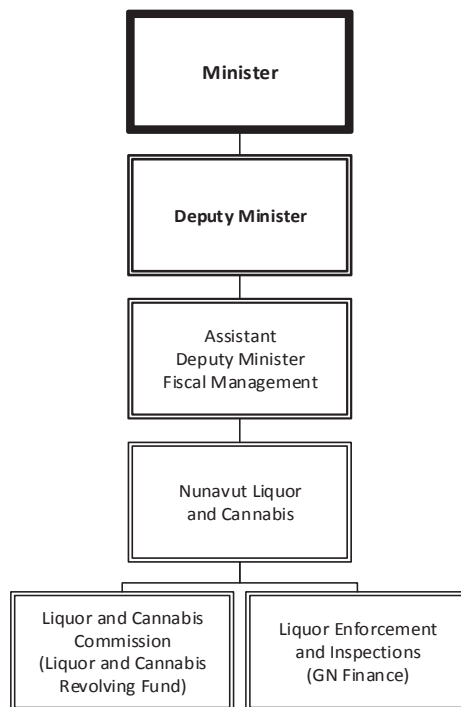 Minister
Deputy Minister
Assistant
Deputy Minister
Fiscal Management
Nunavut Liquor
and Cannabis
Liquor and Cannabis
Commission
(Liquor and Cannabis
Revolving Fund)
Liquor Enforcement
and Inspections
(GN Finance)